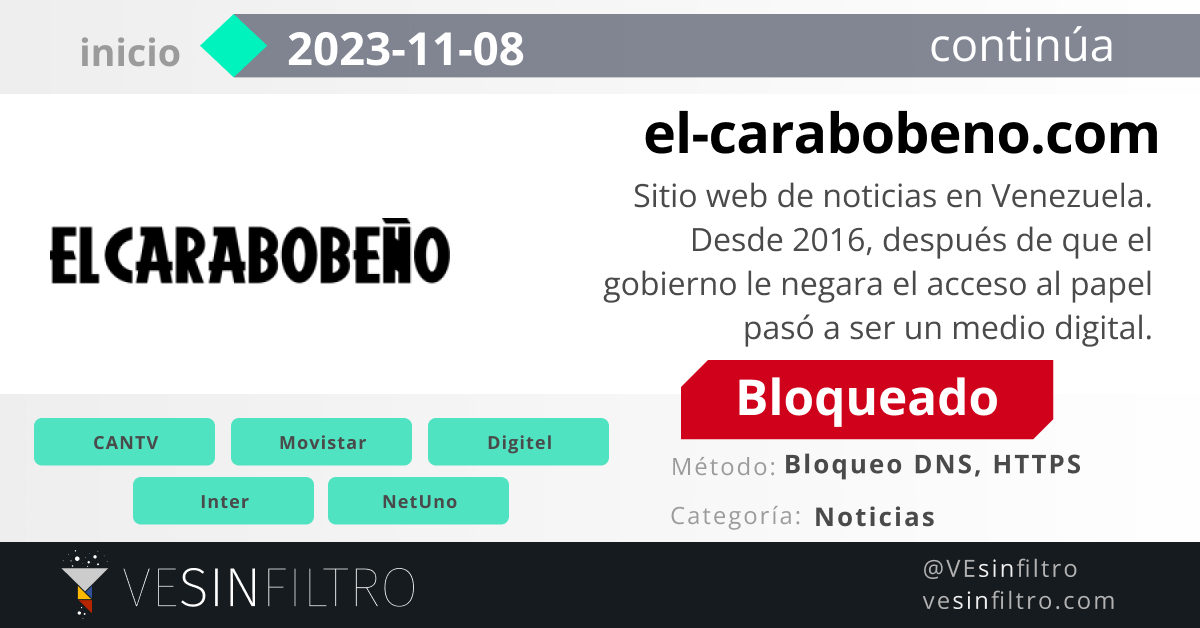 inicio 2023-11-08 continúa
el-carabobeno.com
Sitio web de noticias en Venezuela.
Desde 2016, después de que el
gobierno le negara el acceso al papel
pasó a ser un medio digital.
EL CARABOBEÑO
Bloqueado
Método: Bloqueo DNS, HTTPS
Categoría: Noticias
CANTV Movistar Digitel
Inter NetUno
VESINFILTRO
@VEsinfiltro
vesinfiltro.com